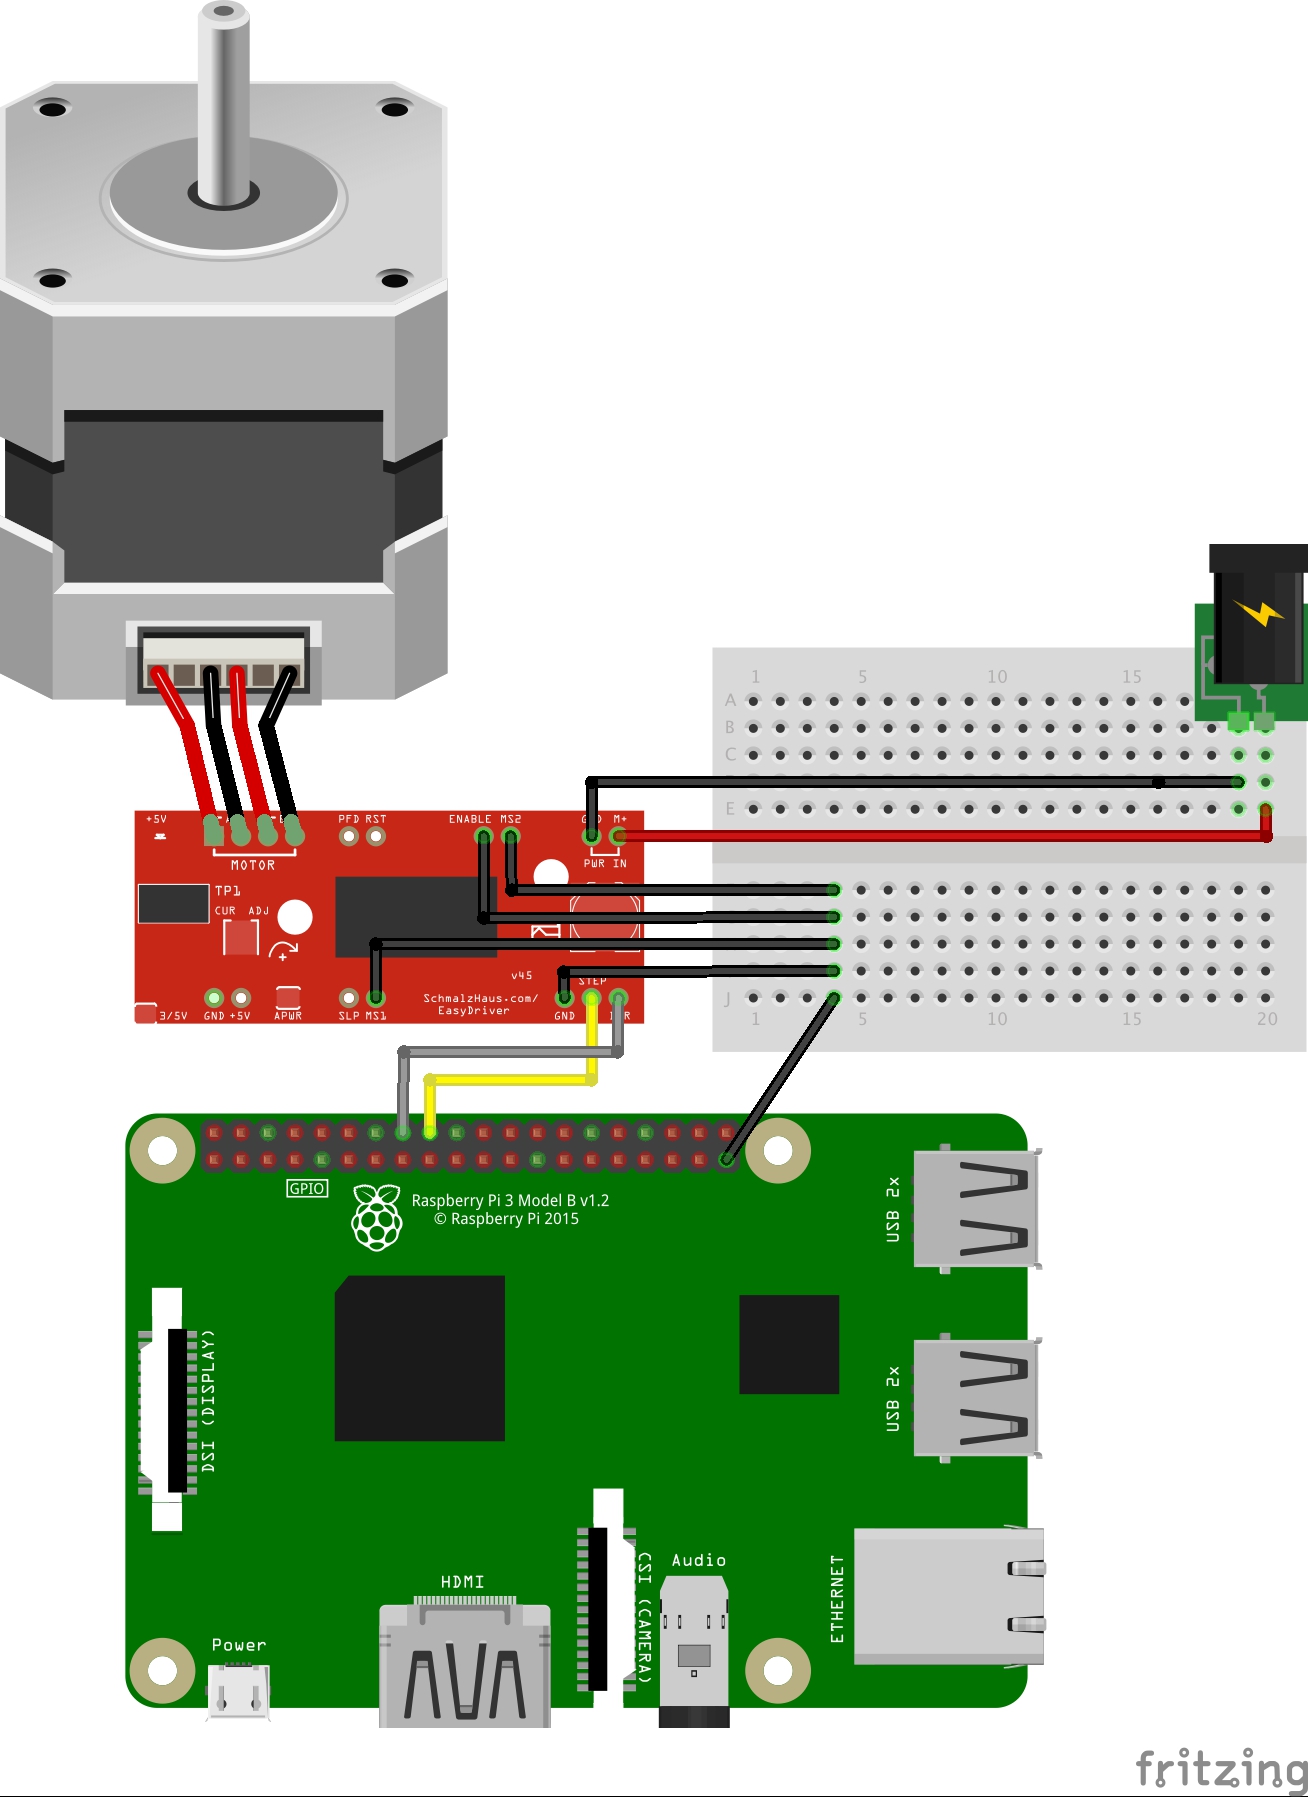 1 5 10 15
A
B
C
E
+5V
PFD RST
ENABLE MS2
M+
MOTOR
PWR IN
TP1
CUR ADJ
+
v45
STEP
SchmalzHaus.com/
EasyDriver
3/5V
GND +5V
APWR
SLP MS1
GND
J
1 5 10 15 20
GPIO
Raspberry Pi 3 Model B v1.2
© Raspberry Pi 2015
USB 2x
DSI (DISPLAY)
USB 2x
HDMI
CSI (CAMERA)
Audio
ETHERNET
Power
fritzing